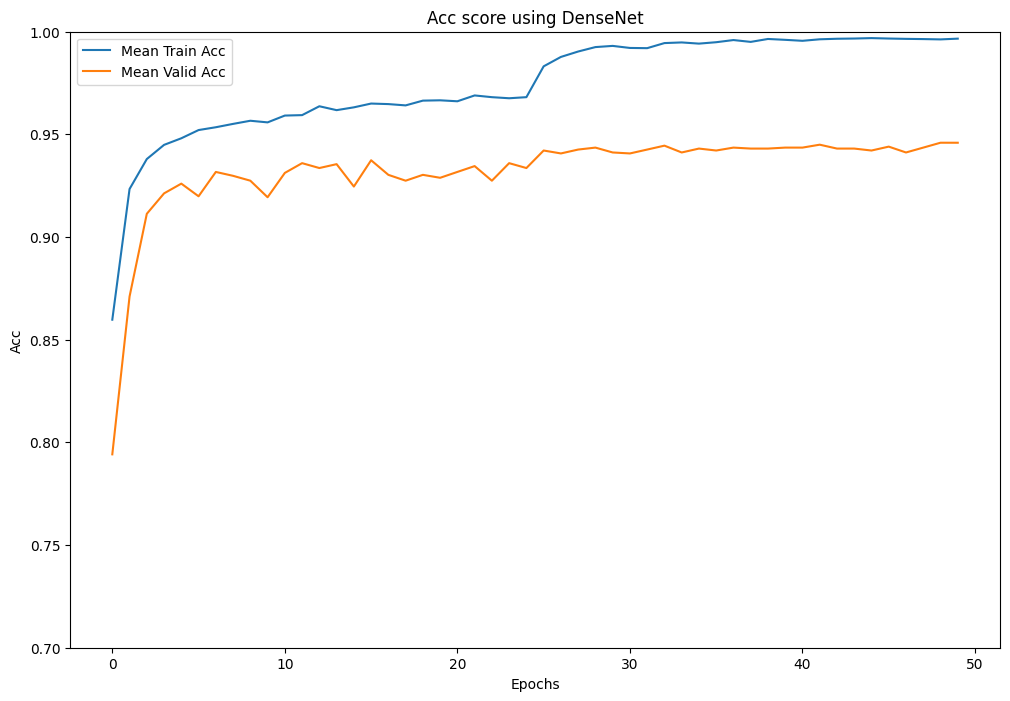 Acc score using DenseNet
Mean Train Acc
Mean Valid Acc
1.00
0.95
0.90
0.85
0.80
0.75
0.70
Acc
0 10 20 30 40 50
Epochs